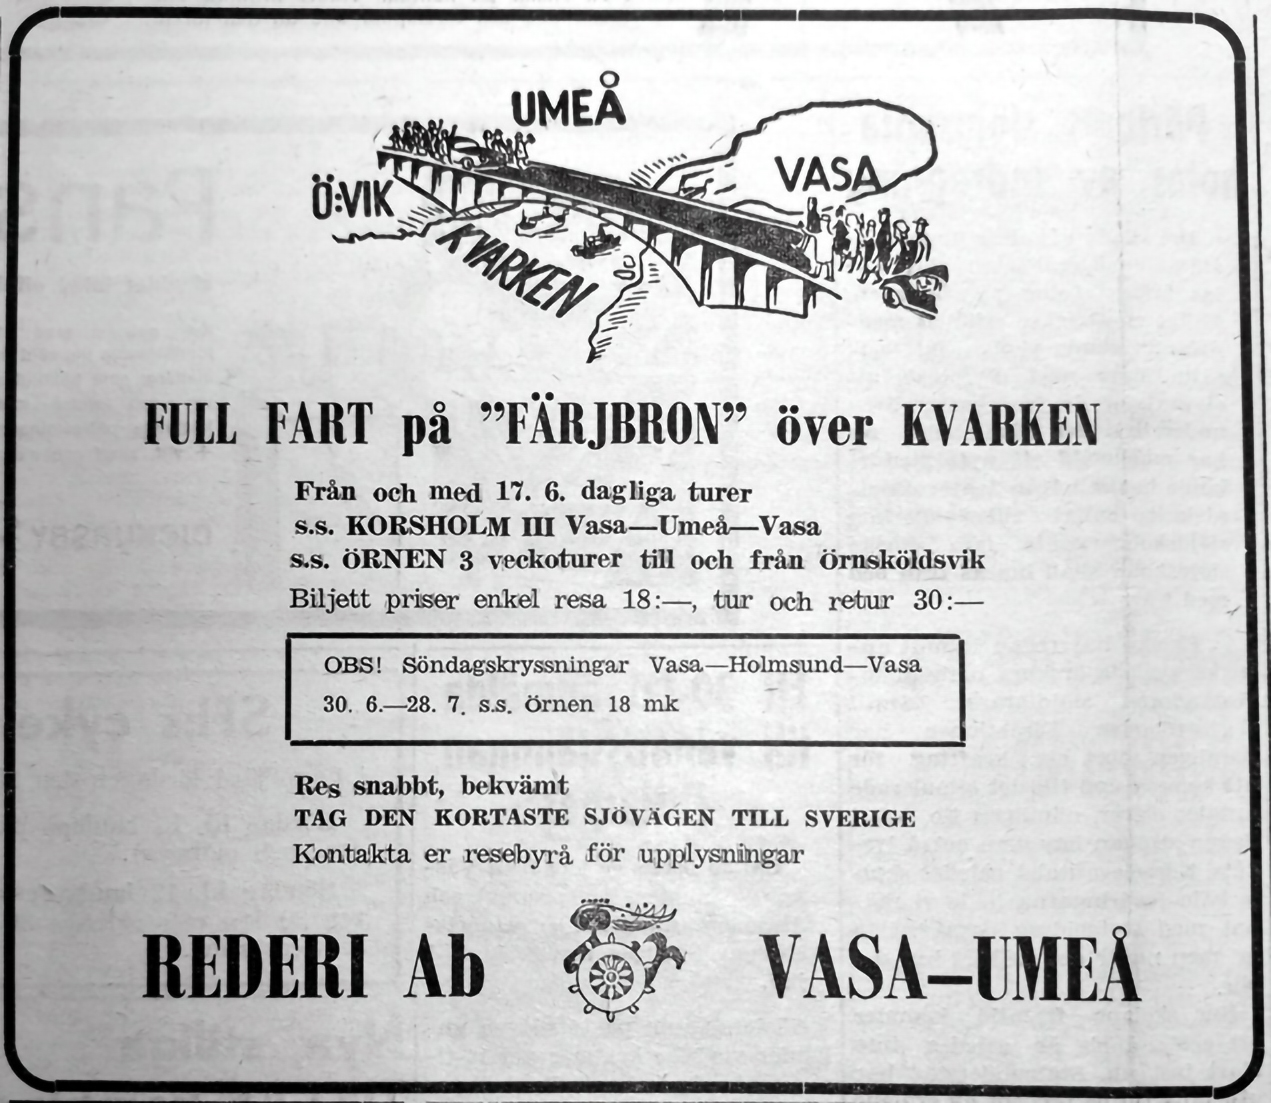 UMEÅ
VASA
Ö:VIK
KVARKEN
FULL FART på ”FÄRJBRON” över KVARKEN
Från och med 17. 6. dagliga turer
s.s. KORSHOLM III Vasa—Umeå—Vasa
s.s. ÖRNEN 3 veckoturer till och från Örnsköldsvik
Biljett priser enkel resa 18:—, tur och retur 30:—
OBS! Söndagskryssningar Vasa—Holmsund—Vasa
30. 6.—28. 7. s.s. Örnen 18 mk
Res snabbt, bekvämt
TAG DEN KORTASTE SJÖVÄGEN TILL SVERIGE
Kontakta er resebyrå för upplysningar
REDERI Ab VASA—UMEÅ